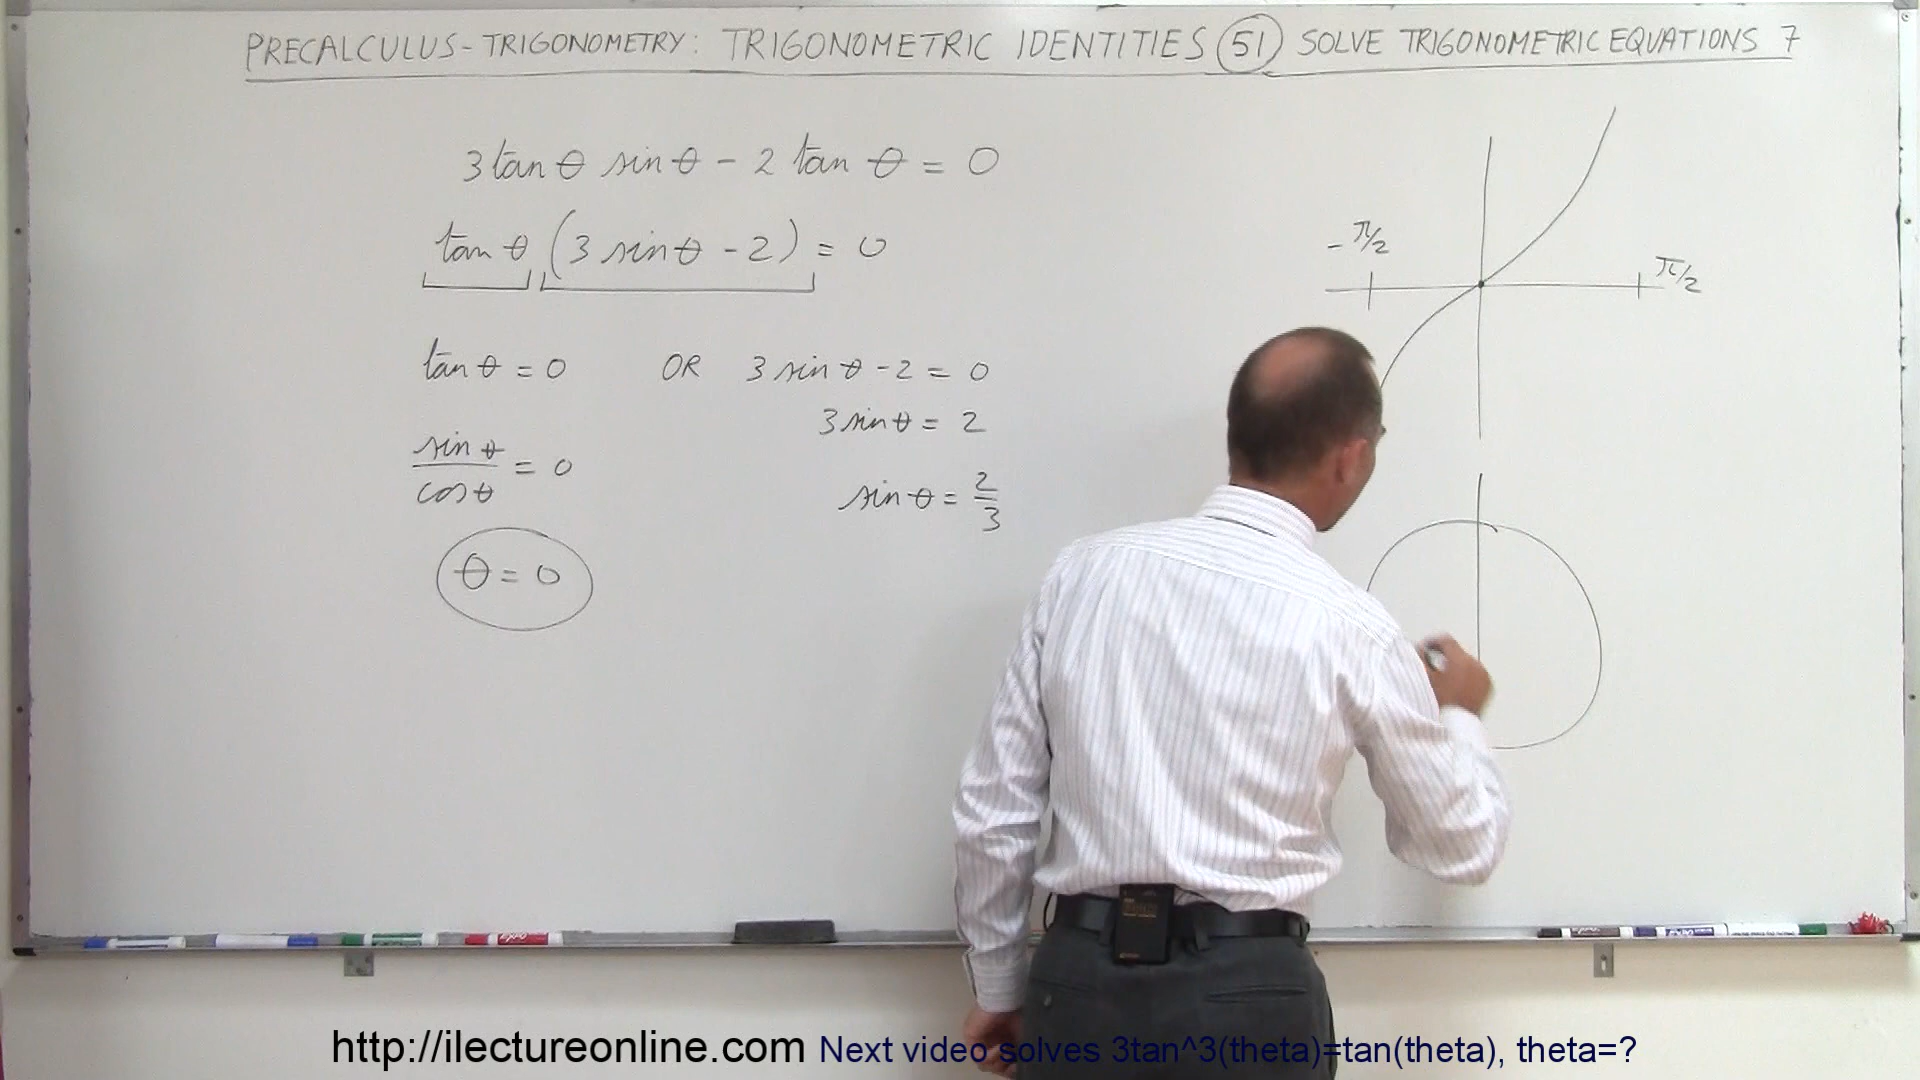 PRECALCULUS - TRIGONOMETRY: TRIGONOMETRIC IDENTITIES 51 SOLVE TRIGONOMETRIC EQUATIONS 7
3 tan θ sin θ - 2 tan θ = 0
tan θ (3 sin θ - 2) = 0
tan θ = 0 OR 3 sin θ - 2 = 0
3 sin θ = 2
sin θ / cos θ = 0
sin θ = 2/3
θ = 0
- π/2
π/2
http://ilectureonline.com Next video solves 3tan^3(theta)=tan(theta), theta=?